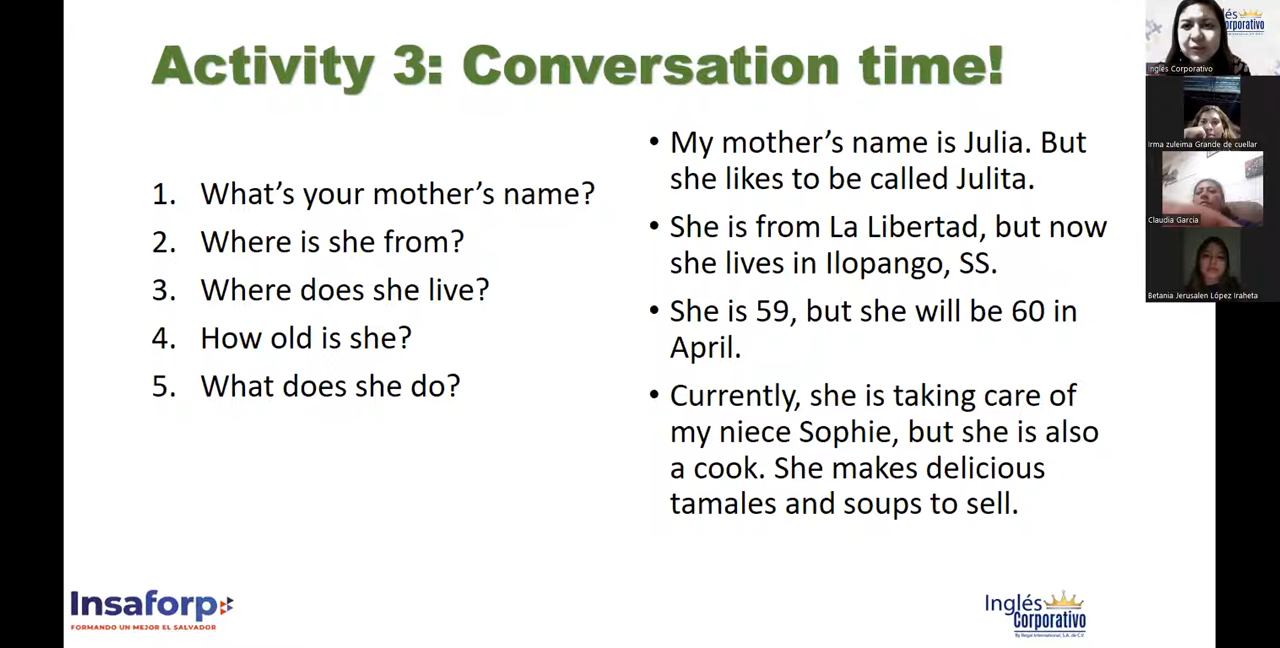 Activity 3: Conversation time!
1. What's your mother's name?
2. Where is she from?
3. Where does she live?
4. How old is she?
5. What does she do?
• My mother's name is Julia. But
she likes to be called Julita.
• She is from La Libertad, but now
she lives in Ilopango, SS.
• She is 59, but she will be 60 in
April.
• Currently, she is taking care of
my niece Sophie, but she is also
a cook. She makes delicious
tamales and soups to sell.
Insaforp
FORMANDO UN MEJOR EL SALVADOR
Inglés
Corporativo
By Regal International, S.A. de C.V.
Inglés Corporativo
Irma zuleima Grande de cuellar
Claudia Garcia
Betania Jerusalen López Iraheta